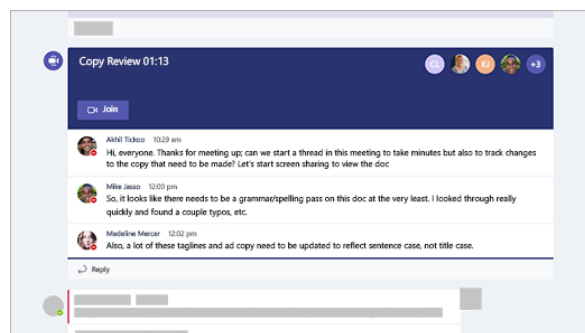 Copy Review 01:13
CL
KJ
+3
Join
Akhil Tickoo 10:29 am
Hi, everyone. Thanks for meeting up; can we start a thread in this meeting to take minutes but also to track changes
to the copy that need to be made? Let's start screen sharing to view the doc
Mike Jasso 12:00 pm
So, it looks like there needs to be a grammar/spelling pass on this doc at the very least. I looked through really
quickly and found a couple typos, etc.
Madeline Mercer 12:02 pm
Also, a lot of these taglines and ad copy need to be updated to reflect sentence case, not title case.
Reply